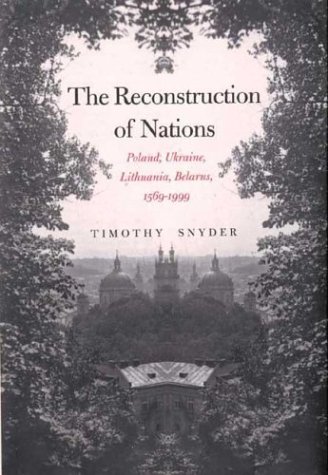 The Reconstruction
of Nations
Poland, Ukraine,
Lithuania, Belarus,
1569-1999
TIMOTHY SNYDER